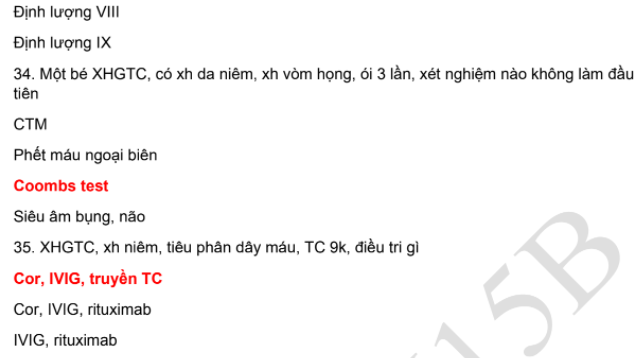 Định lượng VIII
Định lượng IX
34. Một bé XHGTC, có xh da niêm, xh vòm họng, ói 3 lần, xét nghiệm nào không làm đầu
tiên
CTM
Phết máu ngoại biên
Coombs test
Siêu âm bụng, não
35. XHGTC, xh niêm, tiêu phân dây máu, TC 9k, điều tri gì
Cor, IVIG, truyền TC
Cor, IVIG, rituximab
IVIG, rituximab
15B